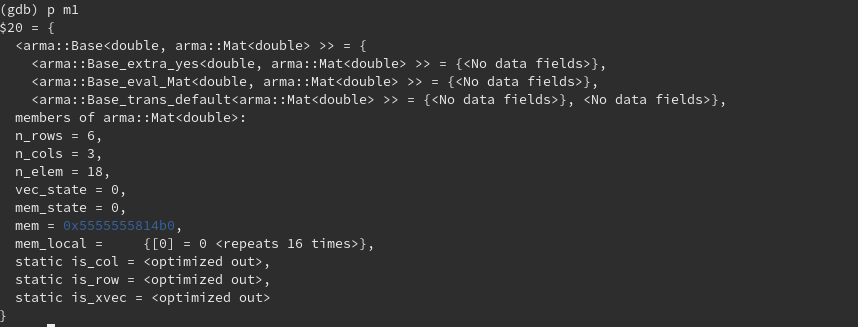 (gdb) p m1
$20 = {
  <arma::Base<double, arma::Mat<double> >> = {
    <arma::Base_extra_yes<double, arma::Mat<double> >> = {<No data fields>},
    <arma::Base_eval_Mat<double, arma::Mat<double> >> = {<No data fields>},
    <arma::Base_trans_default<arma::Mat<double> >> = {<No data fields>}, <No data fields>},
  members of arma::Mat<double>:
  n_rows = 6,
  n_cols = 3,
  n_elem = 18,
  vec_state = 0,
  mem_state = 0,
  mem = 0x5555555814b0,
  mem_local =     {[0] = 0 <repeats 16 times>},
  static is_col = <optimized out>,
  static is_row = <optimized out>,
  static is_xvec = <optimized out>
}